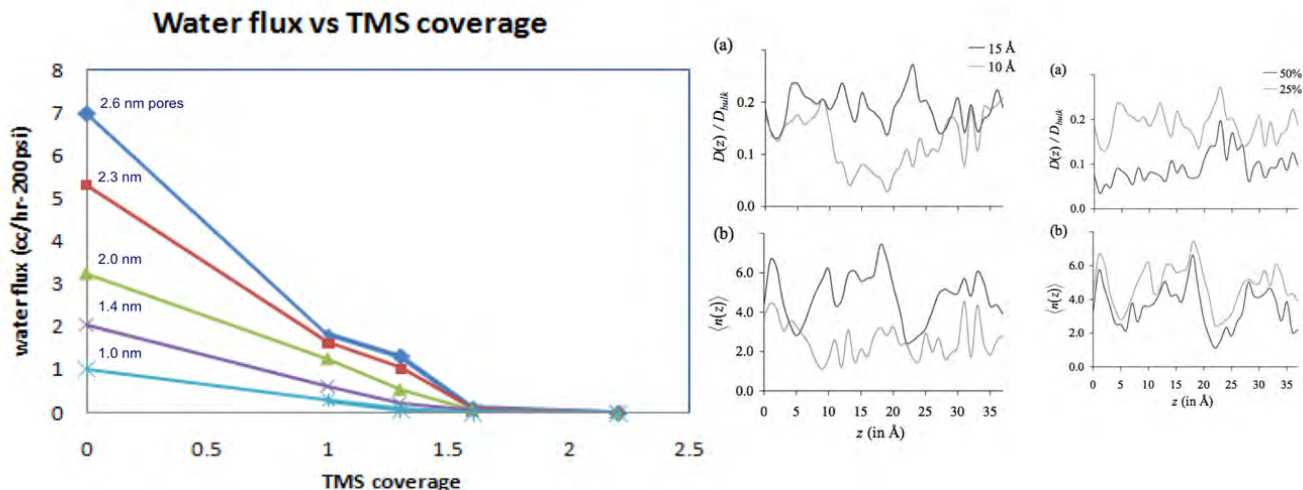 Water flux vs TMS coverage
water flux (cc/hr-200psi)
8
7
6
5
4
3
2
1
0
2.6 nm pores
2.3 nm
2.0 nm
1.4 nm
1.0 nm
0
0.5
1
1.5
2
2.5
TMS coverage
(a)
15 Å
10 Å
D(z) / D_bulk
0.2
0.1
0.0
(b)
⟨n(z)⟩
6.0
4.0
2.0
0.0
0 5 10 15 20 25 30 35
z (in Å)
(a)
50%
25%
D(z) / D_bulk
0.2
0.1
0.0
(b)
⟨n(z)⟩
6.0
4.0
2.0
0.0
0 5 10 15 20 25 30 35
z (in Å)